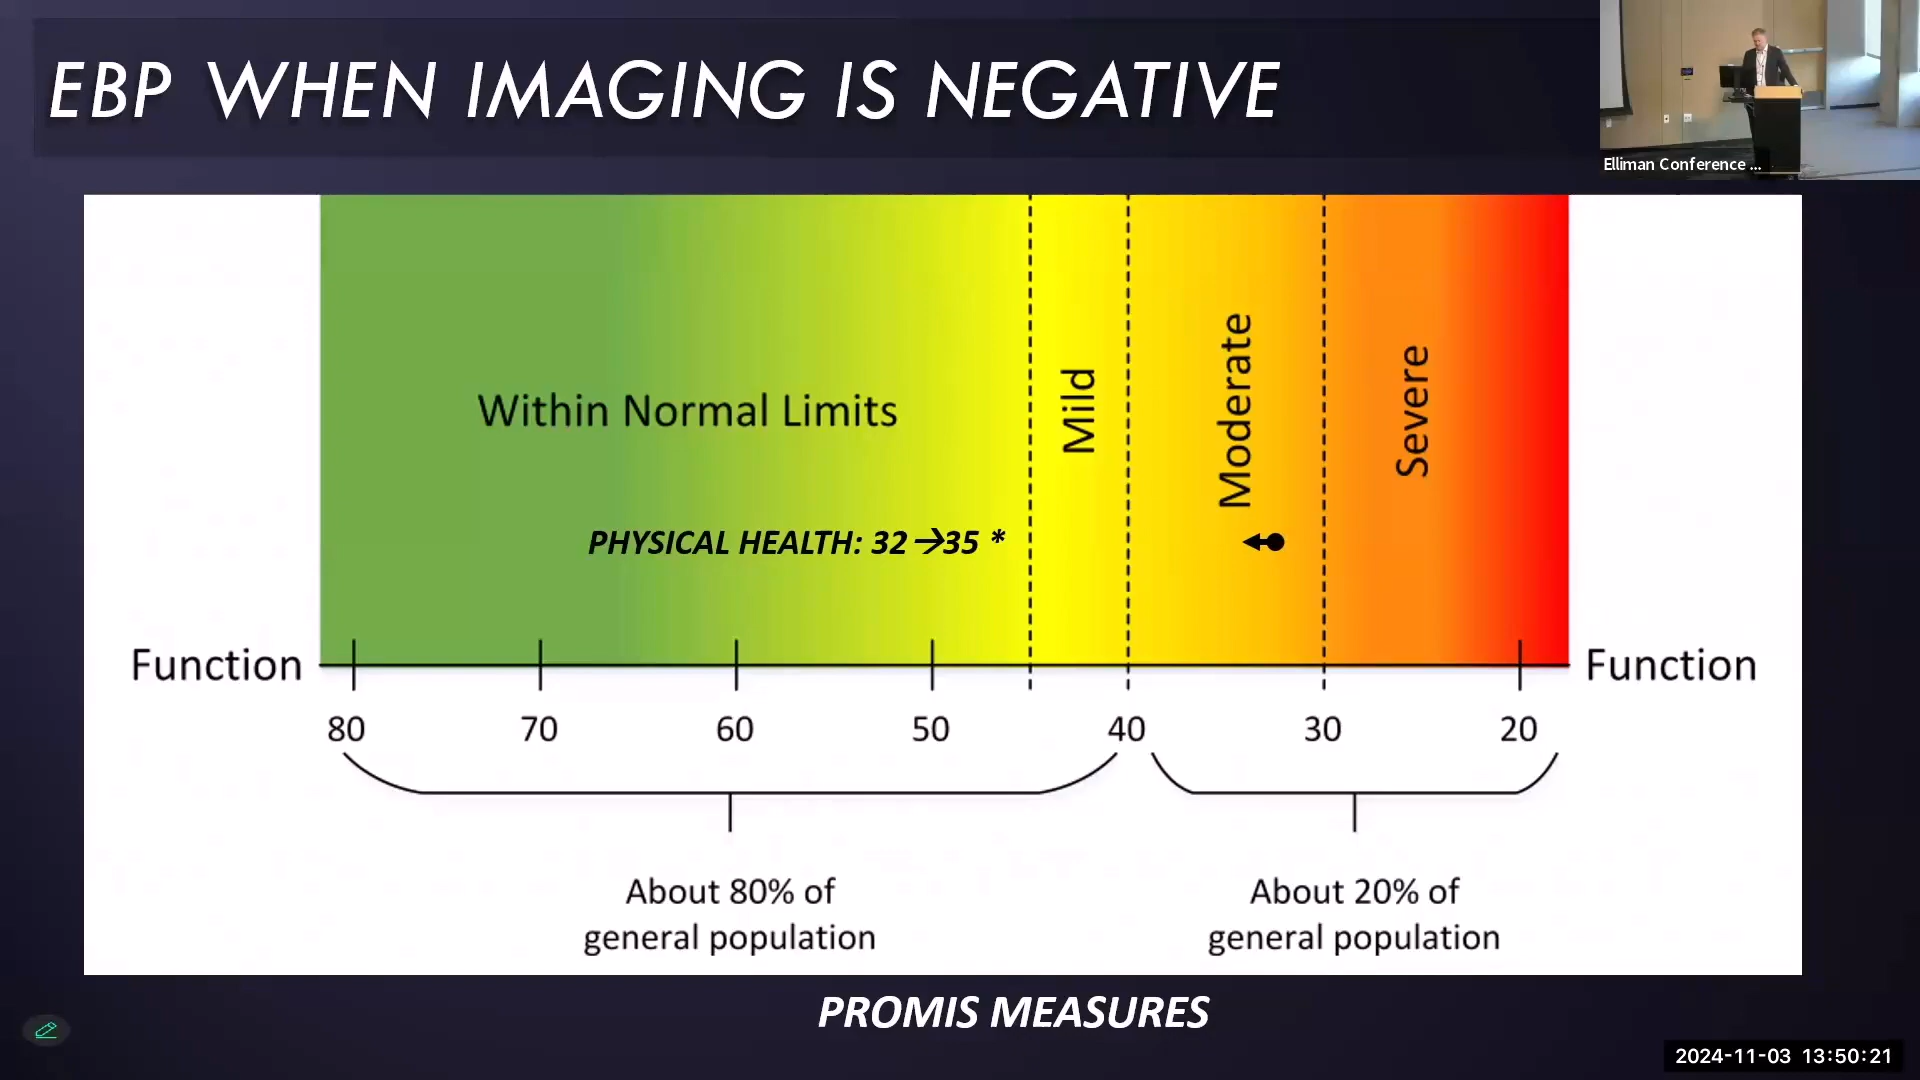 EBP WHEN IMAGING IS NEGATIVE
Elliman Conference ...
Within Normal Limits
Mild
Moderate
Severe
PHYSICAL HEALTH: 32→35 *
Function
Function
80 70 60 50 40 30 20
About 80% of
general population
About 20% of
general population
PROMIS MEASURES
2024-11-03 13:50:21